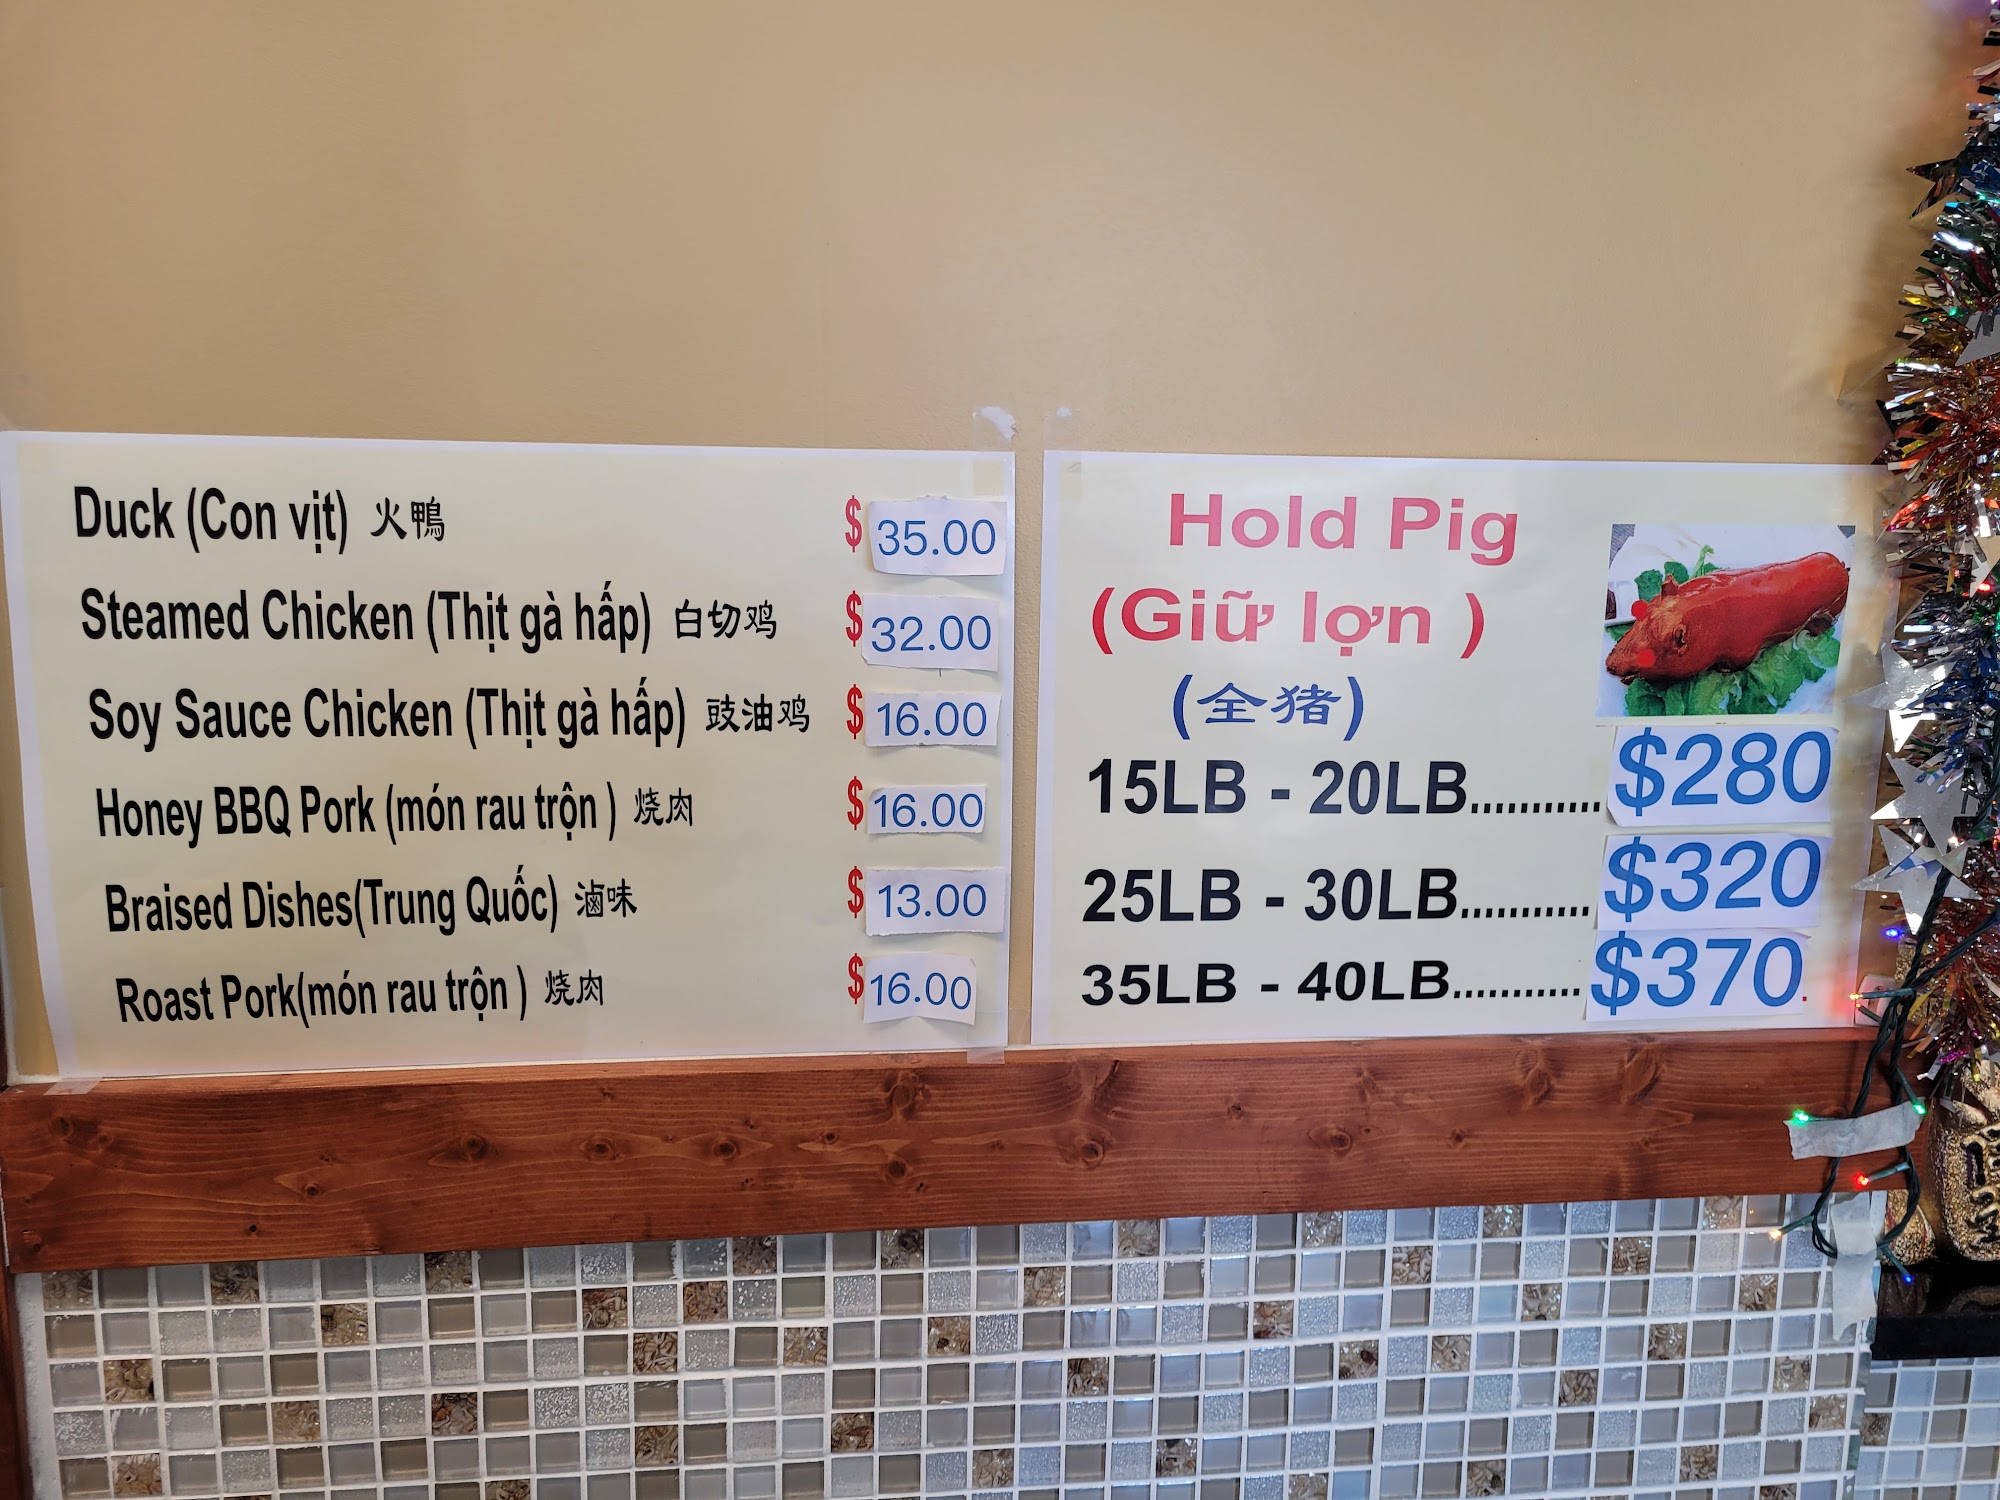 Duck (Con vịt) 火鴨 $ 35.00
Steamed Chicken (Thịt gà hấp) 白切鸡 $ 32.00
Soy Sauce Chicken (Thịt gà hấp) 豉油鸡 $ 16.00
Honey BBQ Pork (món rau trộn ) 烧肉 $ 16.00
Braised Dishes(Trung Quốc) 滷味 $ 13.00
Roast Pork(món rau trộn ) 烧肉 $ 16.00
Hold Pig
(Giữ lợn )
(全猪)
15LB - 20LB........... $280
25LB - 30LB........... $320
35LB - 40LB........... $370.